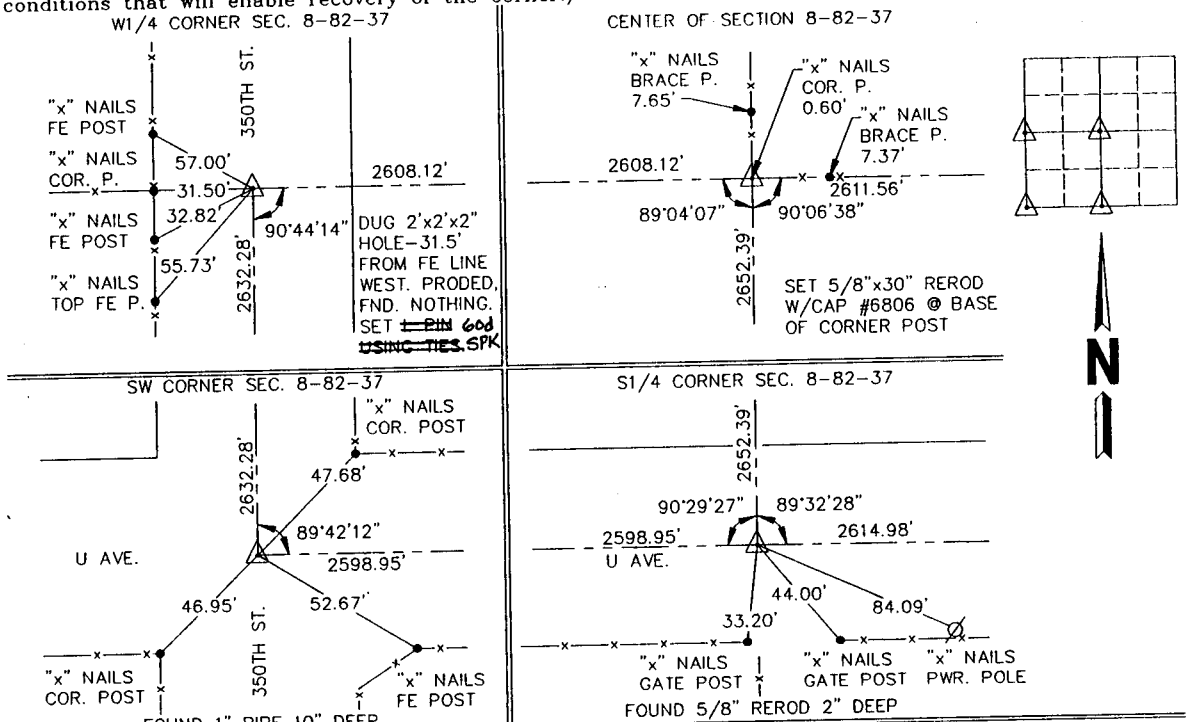 conditions that will enable recovery of the corner)
W1/4 CORNER SEC. 8-82-37
350TH ST.
"x" NAILS
FE POST
"x" NAILS
COR. P.
"x" NAILS
FE POST
"x" NAILS
TOP FE P.
57.00'
31.50'
32.82'
55.73'
2608.12'
90°44'14"
2632.28'
DUG 2'x2'x2"
HOLE-31.5'
FROM FE LINE
WEST. PRODED,
FND. NOTHING.
SET 1-PIN 60d
USING TIES. SPK
CENTER OF SECTION 8-82-37
"x" NAILS
BRACE P.
7.65'
"x" NAILS
COR. P.
0.60'
"x" NAILS
BRACE P.
7.37'
2608.12'
2611.56'
89°04'07"
90°06'38"
2652.39'
SET 5/8"x30" REROD
W/CAP #6806 @ BASE
OF CORNER POST
N
SW CORNER SEC. 8-82-37
"x" NAILS
COR. POST
2632.28'
47.68'
89°42'12"
U AVE.
2598.95'
46.95'
52.67'
350TH ST.
"x" NAILS
COR. POST
"x" NAILS
FE POST
FOUND 1" PIPE 10" DEEP
S1/4 CORNER SEC. 8-82-37
2652.39'
90°29'27"
89°32'28"
2598.95'
U AVE.
2614.98'
33.20'
44.00'
84.09'
"x" NAILS
GATE POST
"x" NAILS
GATE POST
"x" NAILS
PWR. POLE
FOUND 5/8" REROD 2" DEEP